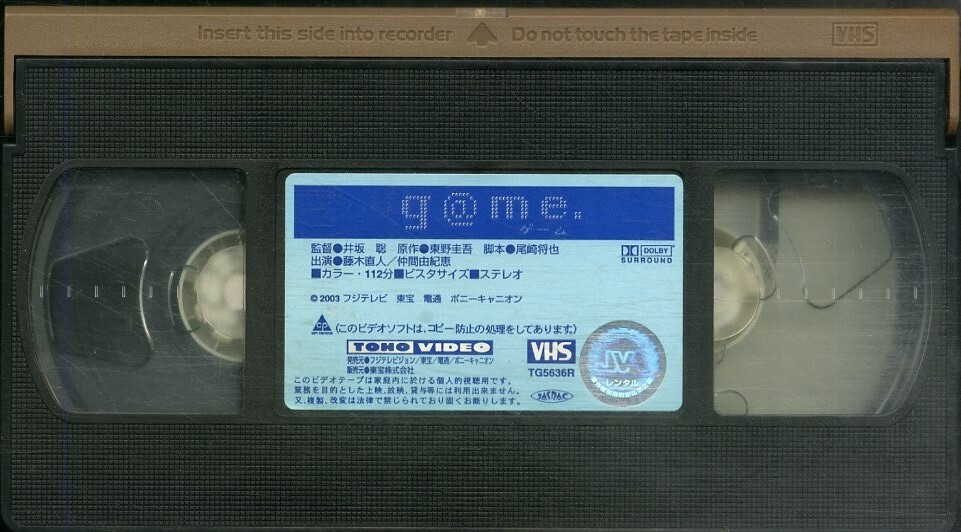 Insert this side into recorder Do not touch the tape inside VHS
g@me.
ゲーム
監督●井坂 聡 原作●東野圭吾 脚本●尾崎将也
出演●藤木直人/仲間由紀恵
■カラー・112分■ビスタサイズ■ステレオ
DOLBY
SURROUND
©2003 フジテレビ 東宝 電通 ポニーキャニオン
(このビデオソフトは、コピー防止の処理をしてあります。)
TOHO VIDEO
発売元●フジテレビジョン/東宝/電通/ポニーキャニオン
販売元●東宝株式会社
VHS
TG5636R
このビデオテープは家庭内に於ける個人的視聴用です。
業務を目的とした上映、放映、貸与等には利用出来ません。
又、複製、改変は法律で禁じられており固くお断りします。
JASRAC
JV
レンタル